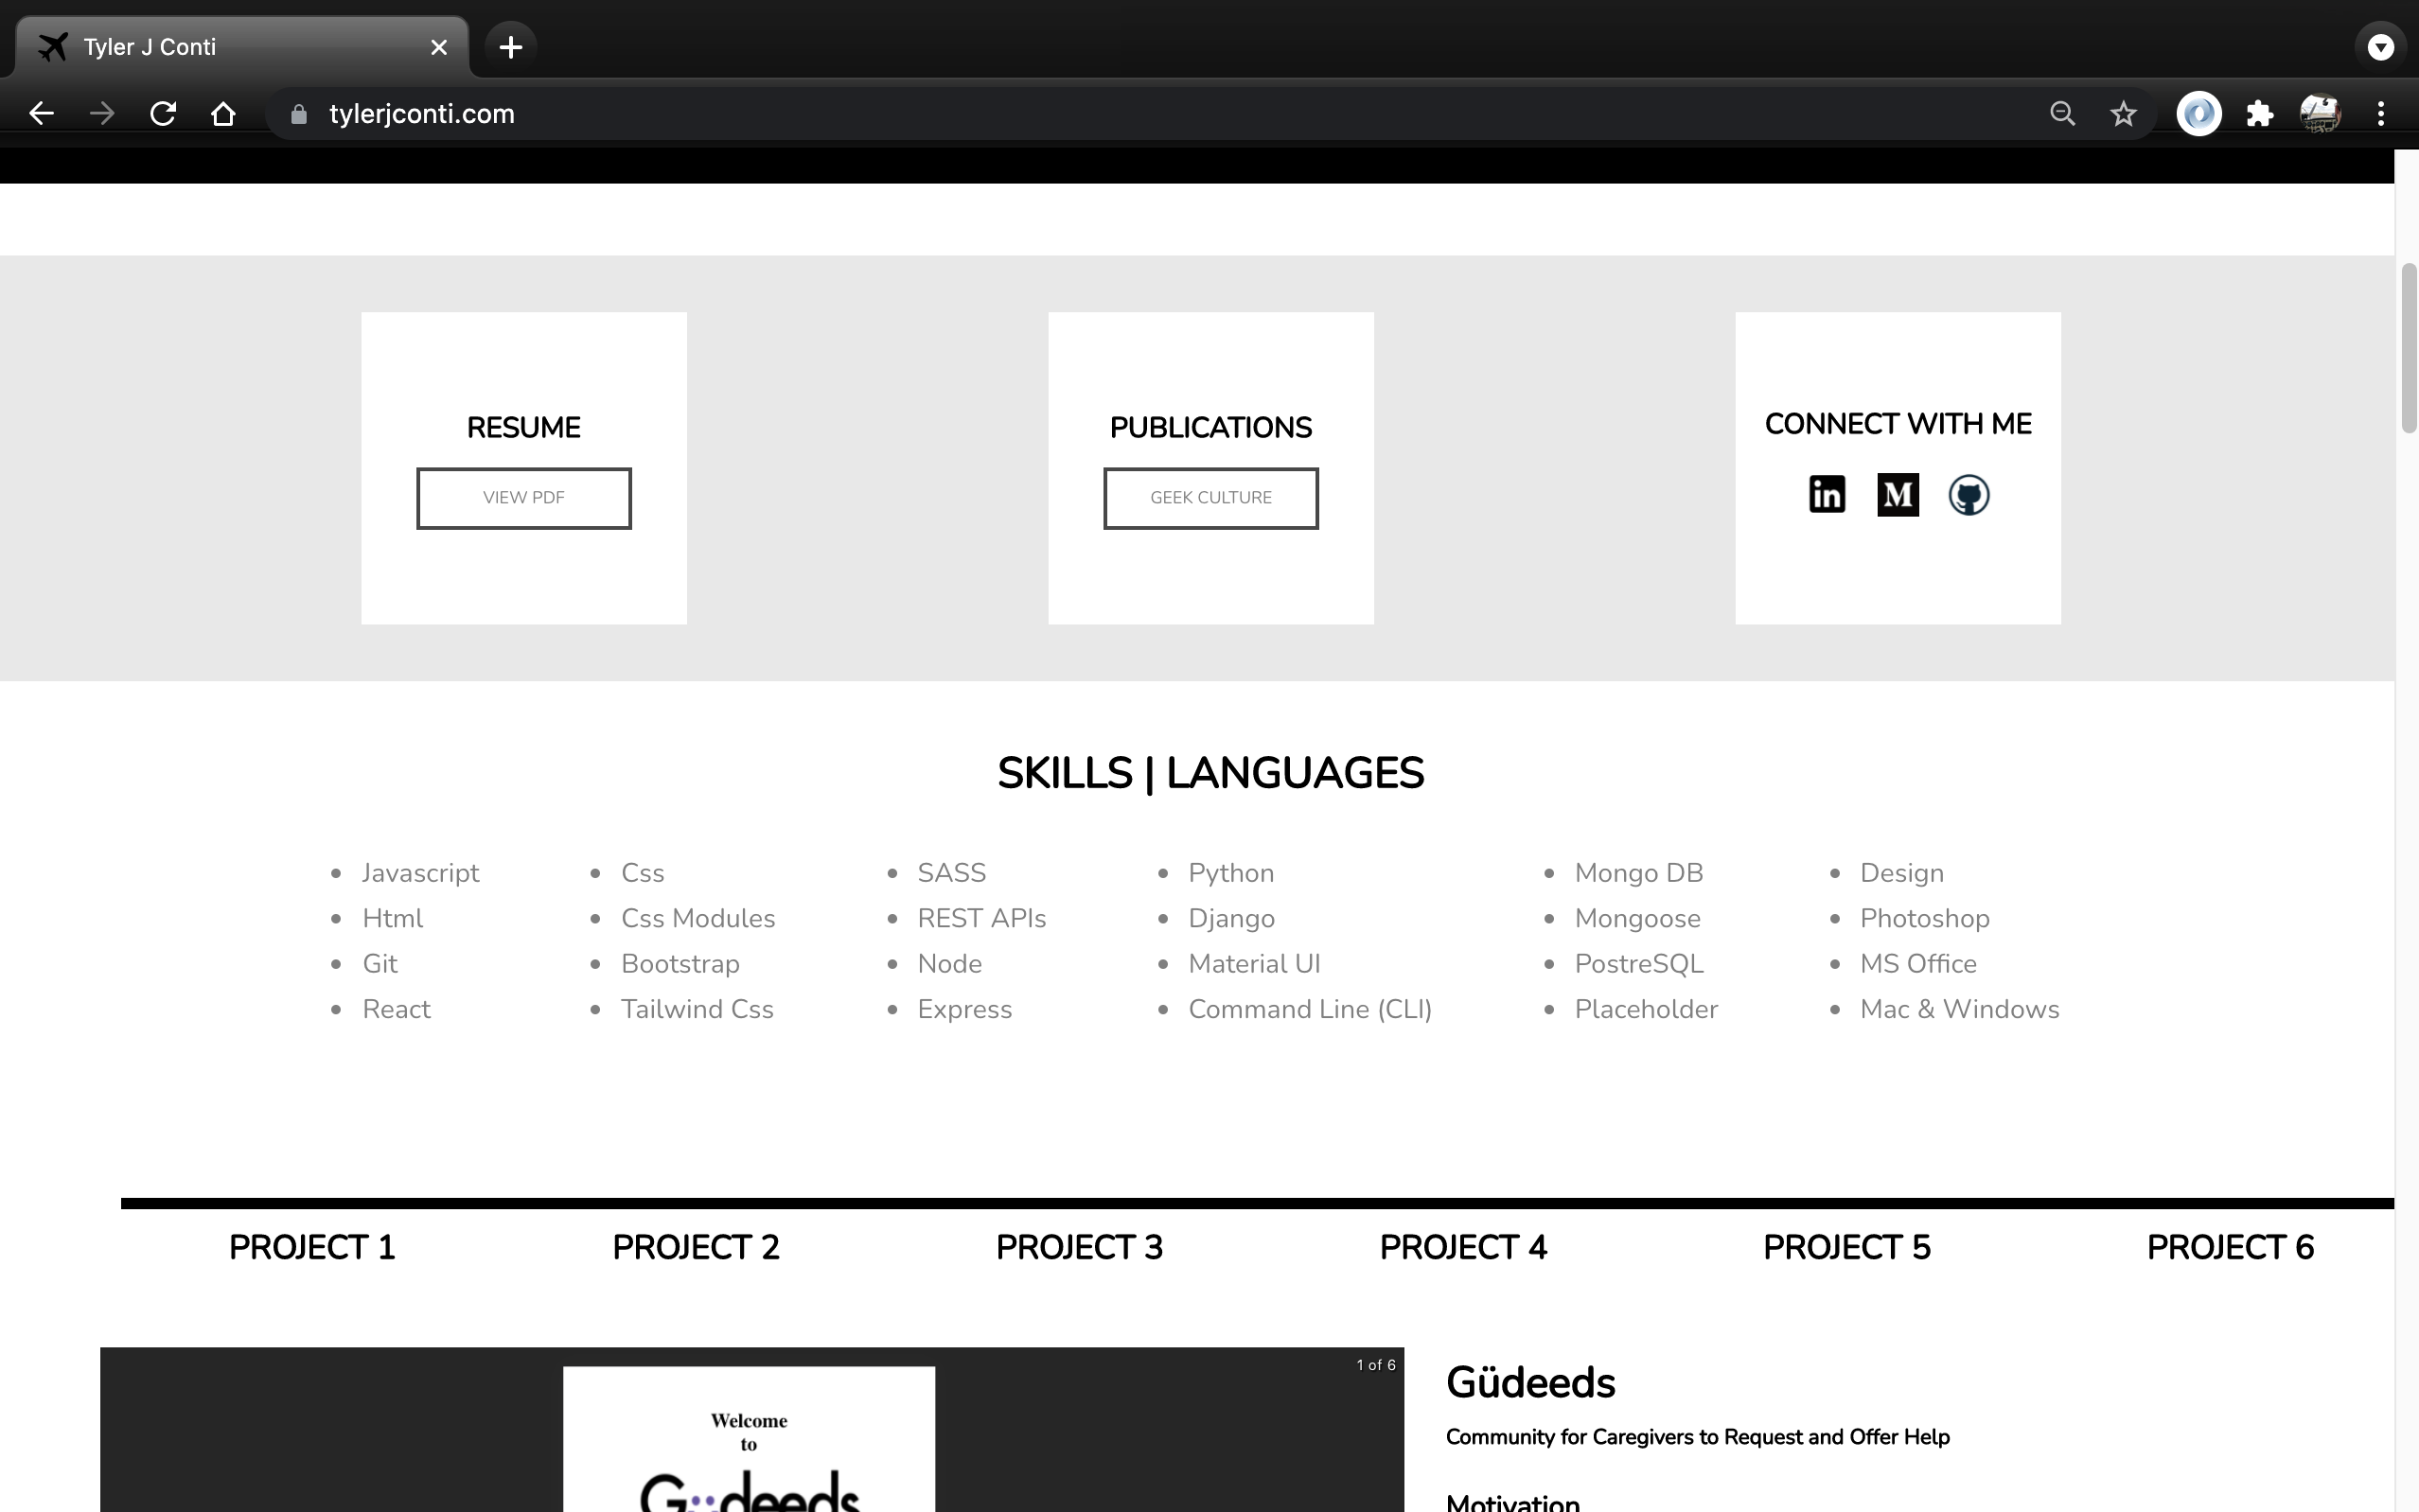 Tyler J Conti
tylerjconti.com
RESUME
VIEW PDF
PUBLICATIONS
GEEK CULTURE
CONNECT WITH ME
in M
SKILLS | LANGUAGES
Javascript
Html
Git
React
Css
Css Modules
Bootstrap
Tailwind Css
SASS
REST APIs
Node
Express
Python
Django
Material UI
Command Line (CLI)
Mongo DB
Mongoose
PostreSQL
Placeholder
Design
Photoshop
MS Office
Mac & Windows
PROJECT 1 PROJECT 2 PROJECT 3 PROJECT 4 PROJECT 5 PROJECT 6
1 of 6
Welcome
to
Güdeeds
Güdeeds
Community for Caregivers to Request and Offer Help
Motivation